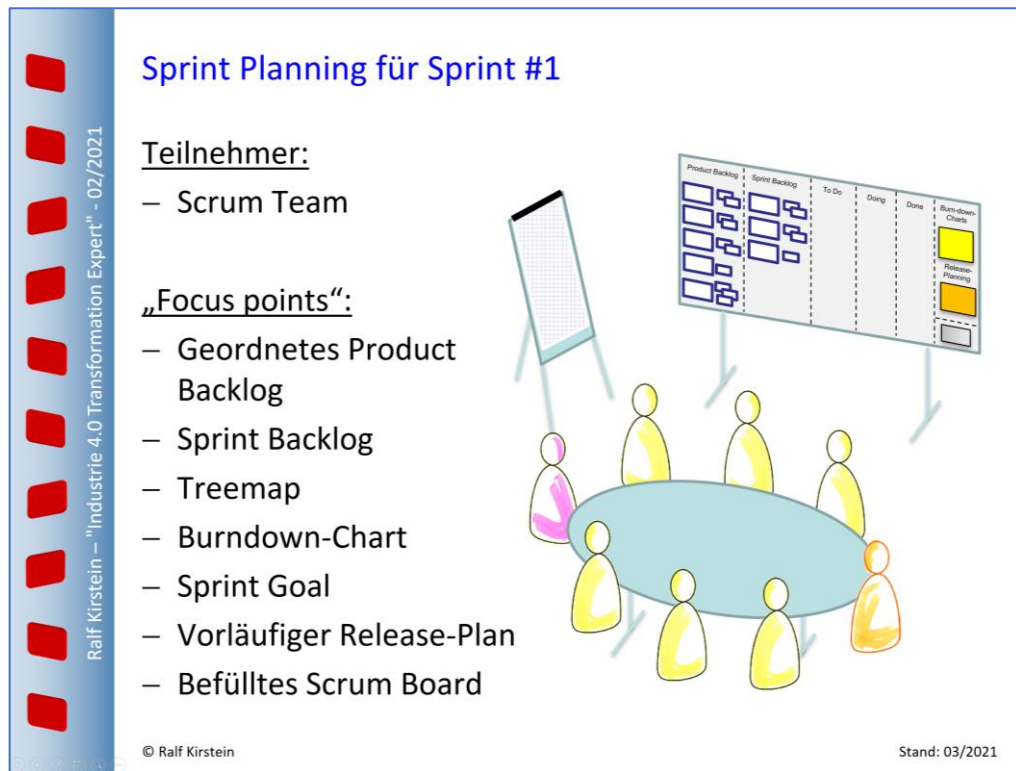 Sprint Planning für Sprint #1
Teilnehmer:
– Scrum Team
„Focus points“:
– Geordnetes Product
Backlog
– Sprint Backlog
– Treemap
– Burndown-Chart
– Sprint Goal
– Vorläufiger Release-Plan
– Befülltes Scrum Board
Product Backlog
Sprint Backlog
To Do
Doing
Done
Burn-down-
Charts
Release-
Planning
Ralf Kirstein – "Industrie 4.0 Transformation Expert" - 02/2021
© Ralf Kirstein
Stand: 03/2021